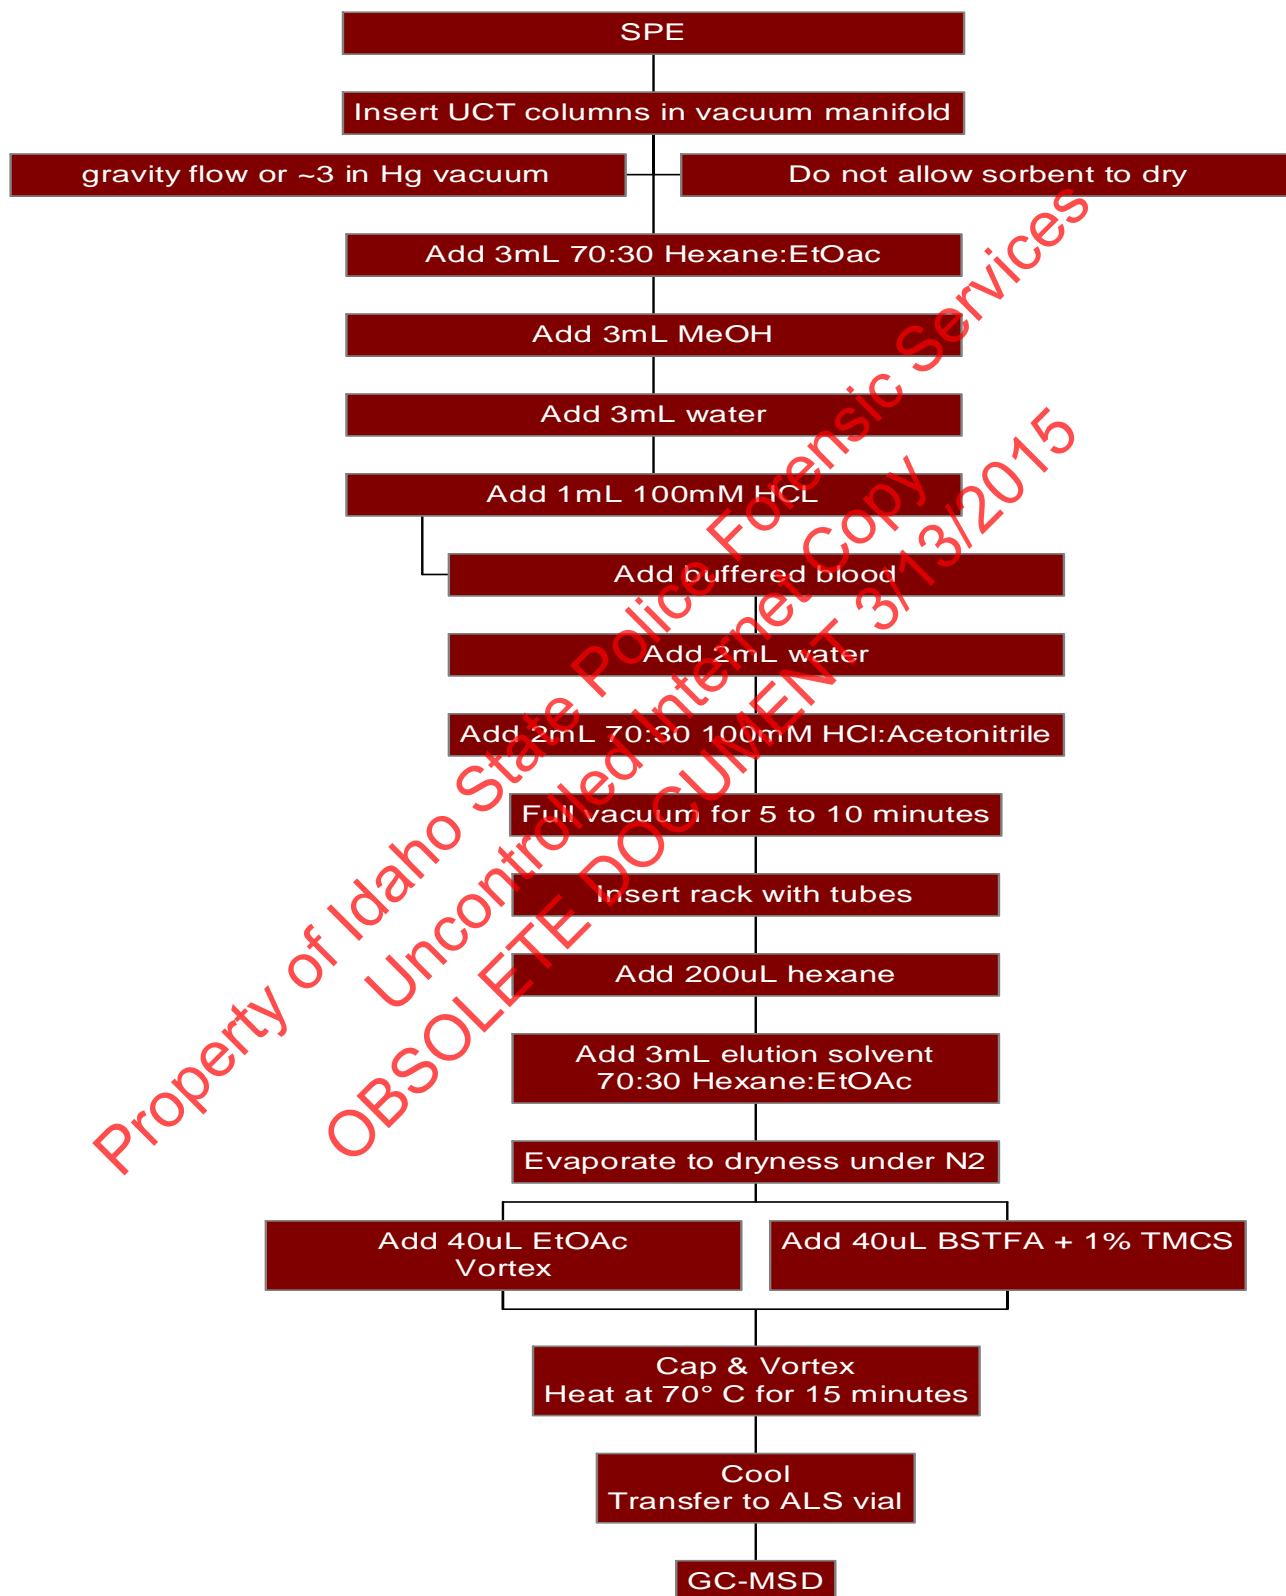 SPE
Insert UCT columns in vacuum manifold
gravity flow or ~3 in Hg vacuum
Do not allow sorbent to dry
Add 3mL 70:30 Hexane:EtOac
Add 3mL MeOH
Add 3mL water
Add 1mL 100mM HCL
Add buffered blood
Add 2mL water
Add 2mL 70:30 100mM HCl:Acetonitrile
Full vacuum for 5 to 10 minutes
Insert rack with tubes
Add 200uL hexane
Add 3mL elution solvent
70:30 Hexane:EtOAc
Evaporate to dryness under N2
Add 40uL EtOAc
Vortex
Add 40uL BSTFA + 1% TMCS
Cap & Vortex
Heat at 70° C for 15 minutes
Cool
Transfer to ALS vial
GC-MSD
Property of Idaho State Police Forensic Services
Uncontrolled Internet Copy
OBSOLETE DOCUMENT 3/13/2015